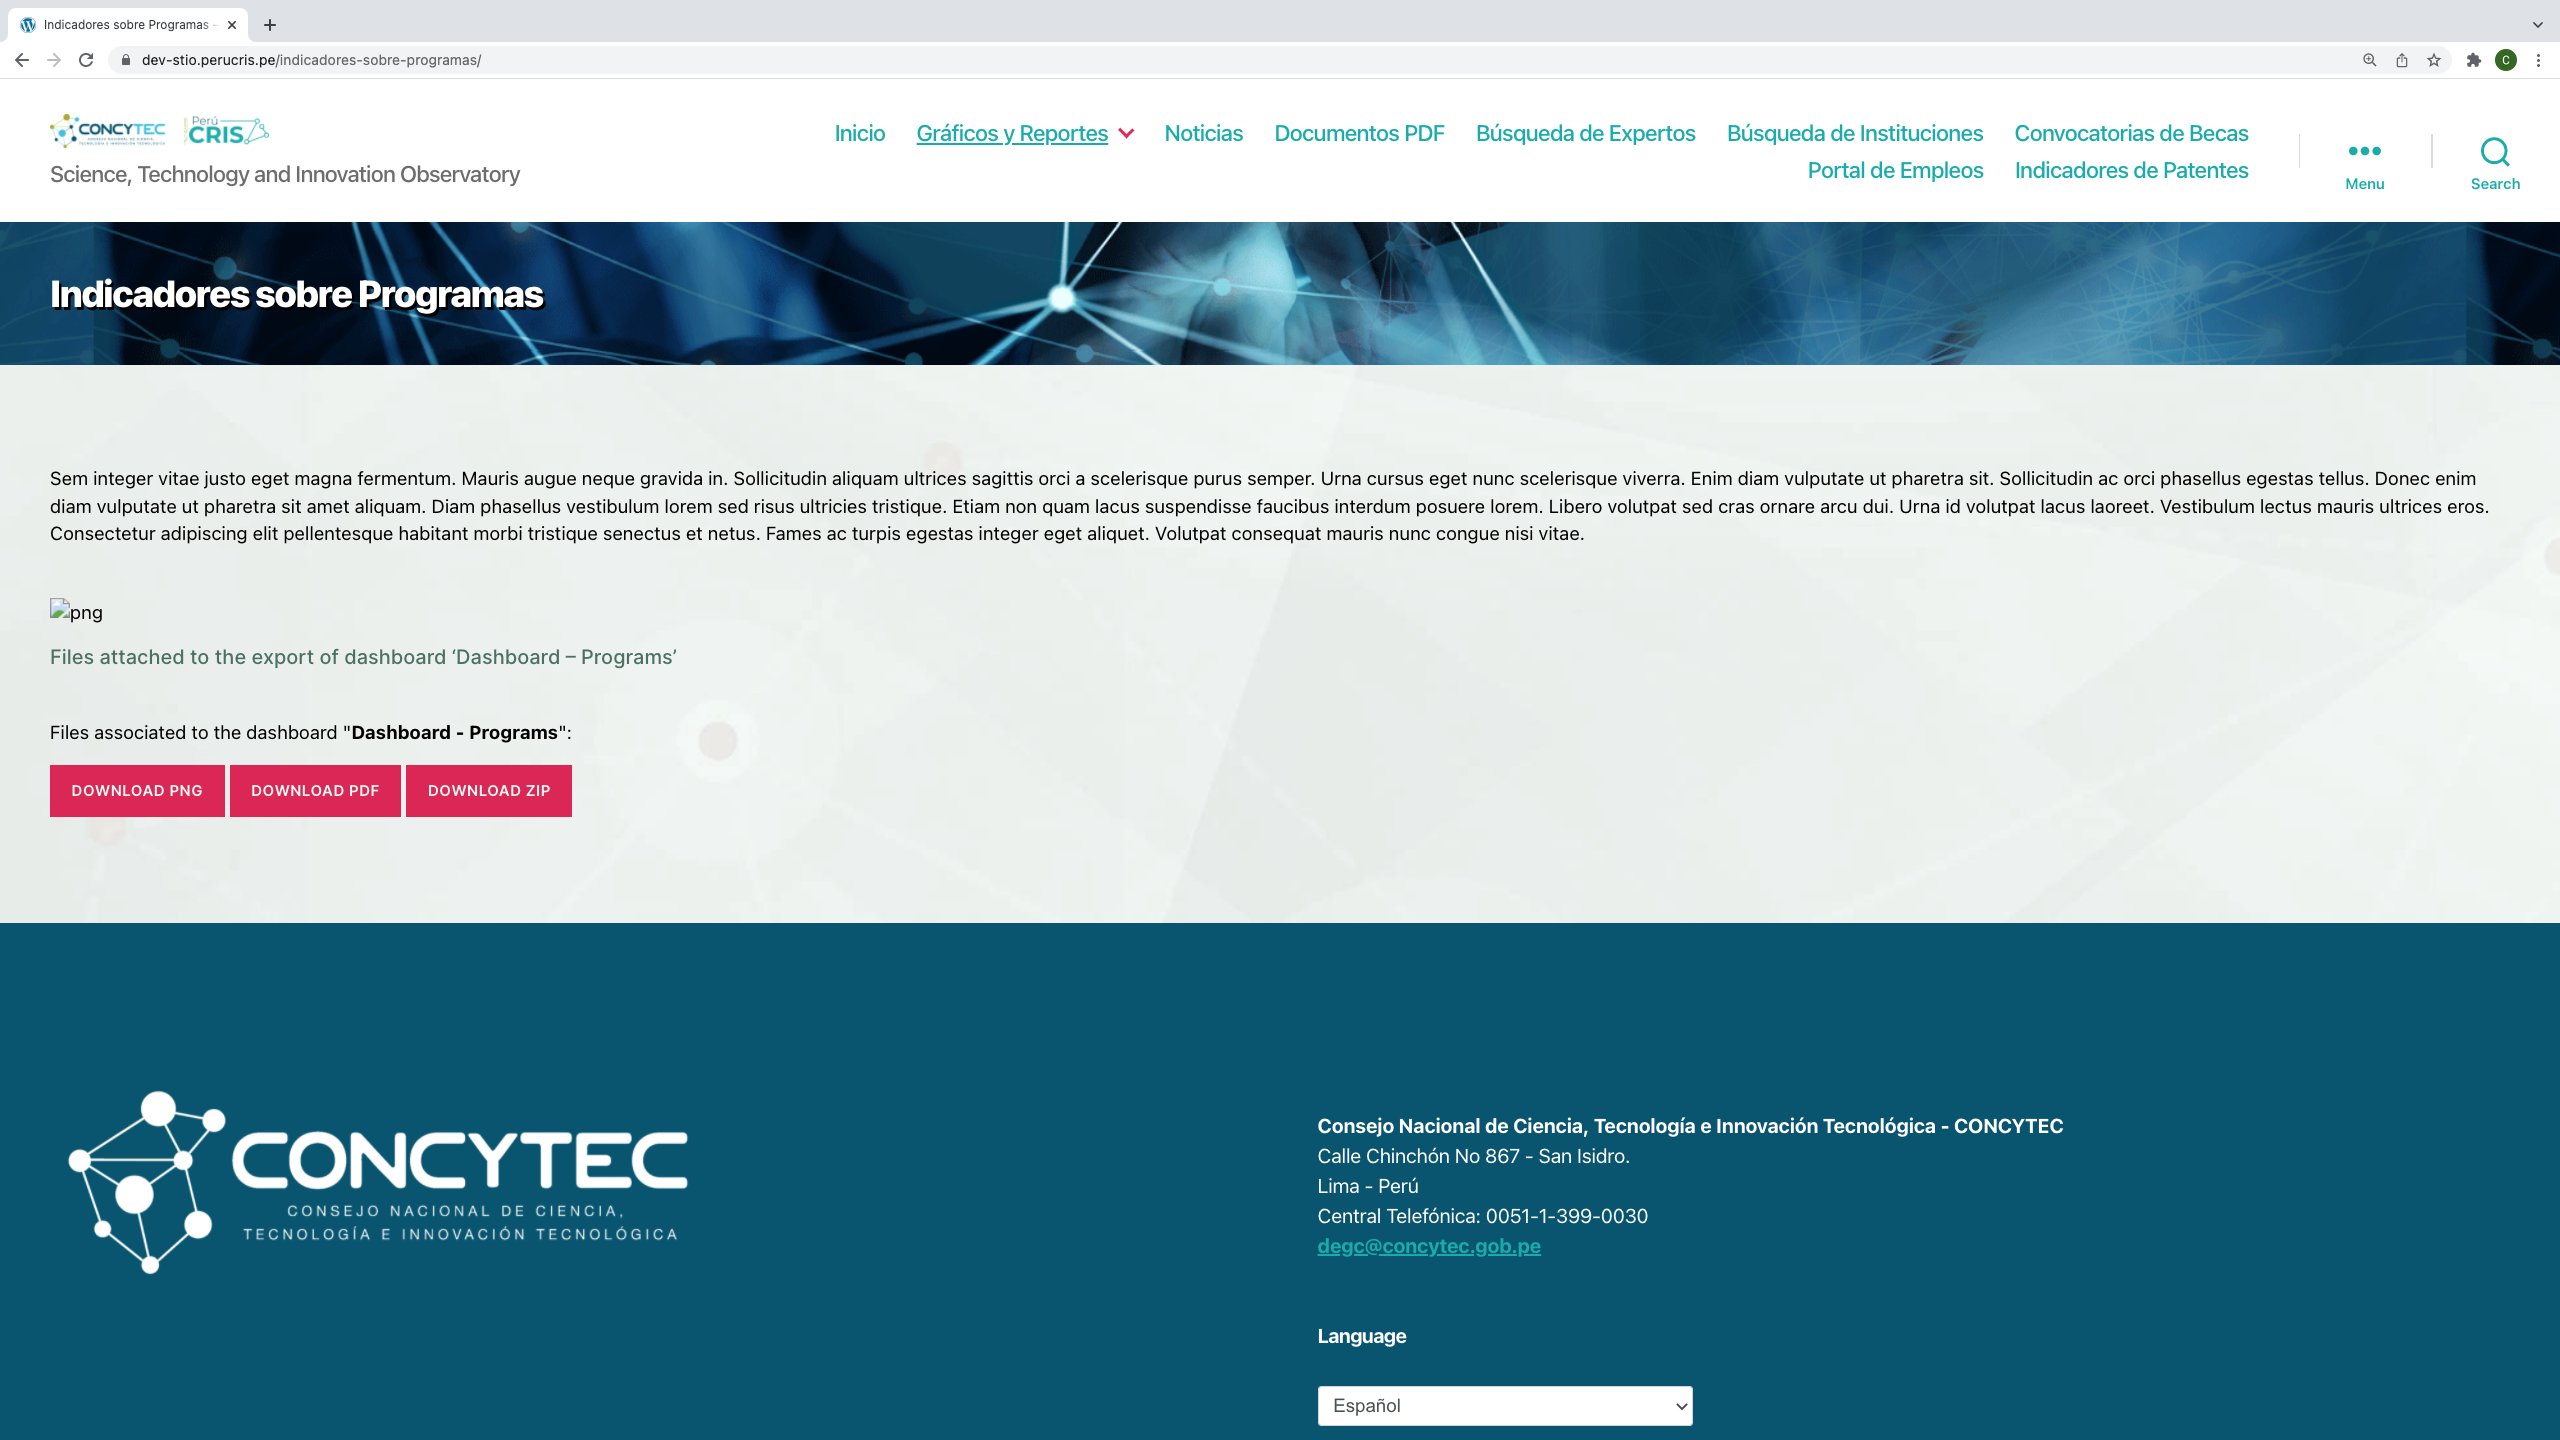 Indicadores sobre Programas -
dev-stio.perucris.pe/indicadores-sobre-programas/
C
CONCYTEC
Perú
CRIS
Science, Technology and Innovation Observatory
Inicio
Gráficos y Reportes
Noticias
Documentos PDF
Búsqueda de Expertos
Búsqueda de Instituciones
Convocatorias de Becas
Portal de Empleos
Indicadores de Patentes
Menu
Search
Indicadores sobre Programas
Sem integer vitae justo eget magna fermentum. Mauris augue neque gravida in. Sollicitudin aliquam ultrices sagittis orci a scelerisque purus semper. Urna cursus eget nunc scelerisque viverra. Enim diam vulputate ut pharetra sit. Sollicitudin ac orci phasellus egestas tellus. Donec enim
diam vulputate ut pharetra sit amet aliquam. Diam phasellus vestibulum lorem sed risus ultricies tristique. Etiam non quam lacus suspendisse faucibus interdum posuere lorem. Libero volutpat sed cras ornare arcu dui. Urna id volutpat lacus laoreet. Vestibulum lectus mauris ultrices eros.
Consectetur adipiscing elit pellentesque habitant morbi tristique senectus et netus. Fames ac turpis egestas integer eget aliquet. Volutpat consequat mauris nunc congue nisi vitae.
png
Files attached to the export of dashboard ‘Dashboard – Programs’
Files associated to the dashboard "Dashboard - Programs":
DOWNLOAD PNG
DOWNLOAD PDF
DOWNLOAD ZIP
CONCYTEC
CONSEJO NACIONAL DE CIENCIA,
TECNOLOGÍA E INNOVACIÓN TECNOLÓGICA
Consejo Nacional de Ciencia, Tecnología e Innovación Tecnológica - CONCYTEC
Calle Chinchón No 867 - San Isidro.
Lima - Perú
Central Telefónica: 0051-1-399-0030
degc@concytec.gob.pe
Language
Español